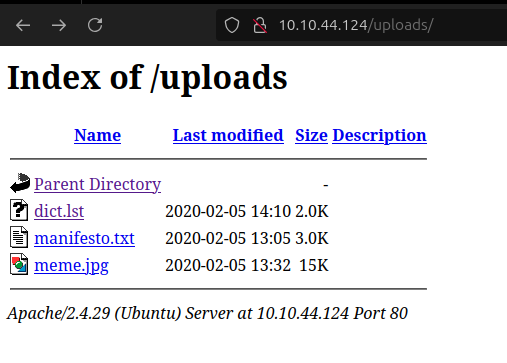 10.10.44.124/uploads/
Index of /uploads
Name Last modified Size Description
Parent Directory -
dict.lst 2020-02-05 14:10 2.0K
manifesto.txt 2020-02-05 13:05 3.0K
meme.jpg 2020-02-05 13:32 15K
Apache/2.4.29 (Ubuntu) Server at 10.10.44.124 Port 80